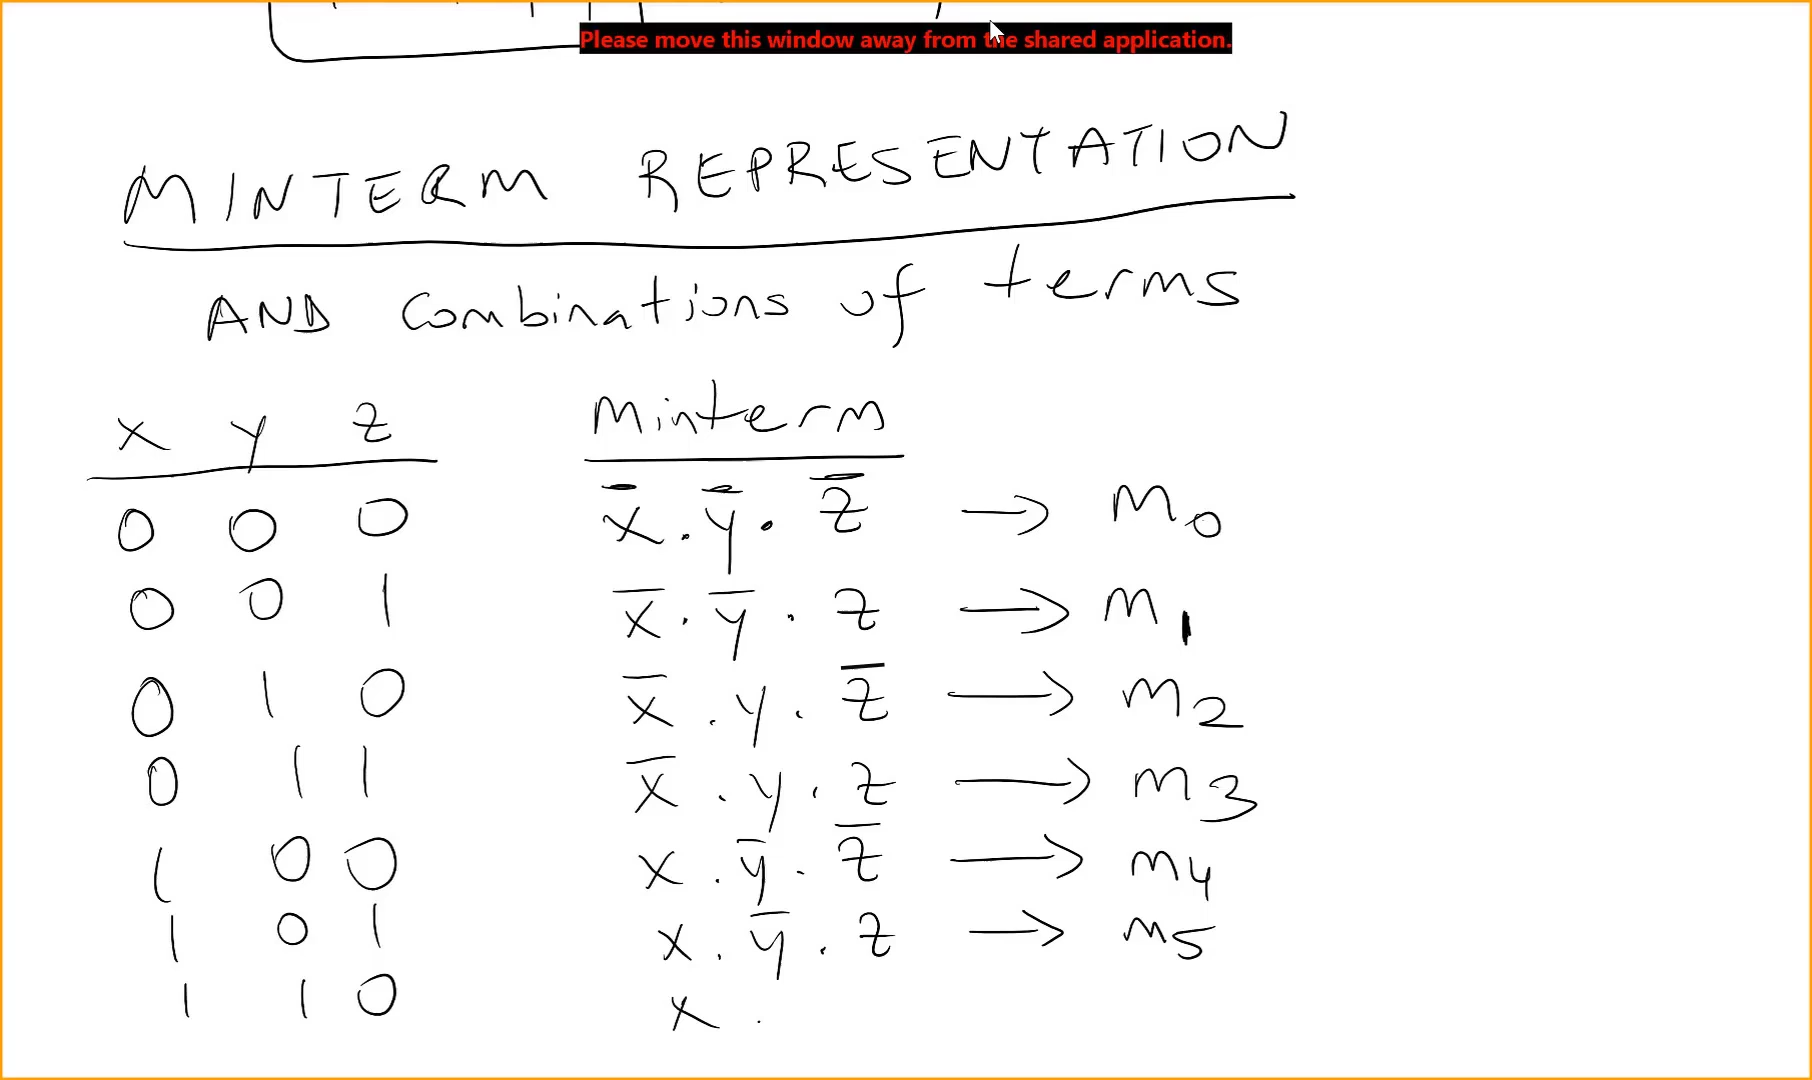 Please move this window away from the shared application.
MINTERM REPRESENTATION
AND Combinations of terms
x y z Minterm
0 0 0 x̅ . y̅ . z̅ → m0
0 0 1 x̅ . y̅ . z → m1
0 1 0 x̅ . y . z̅ → m2
0 1 1 x̅ . y . z → m3
1 0 0 x . y̅ . z̅ → m4
1 0 1 x . y̅ . z → m5
1 1 0 x .